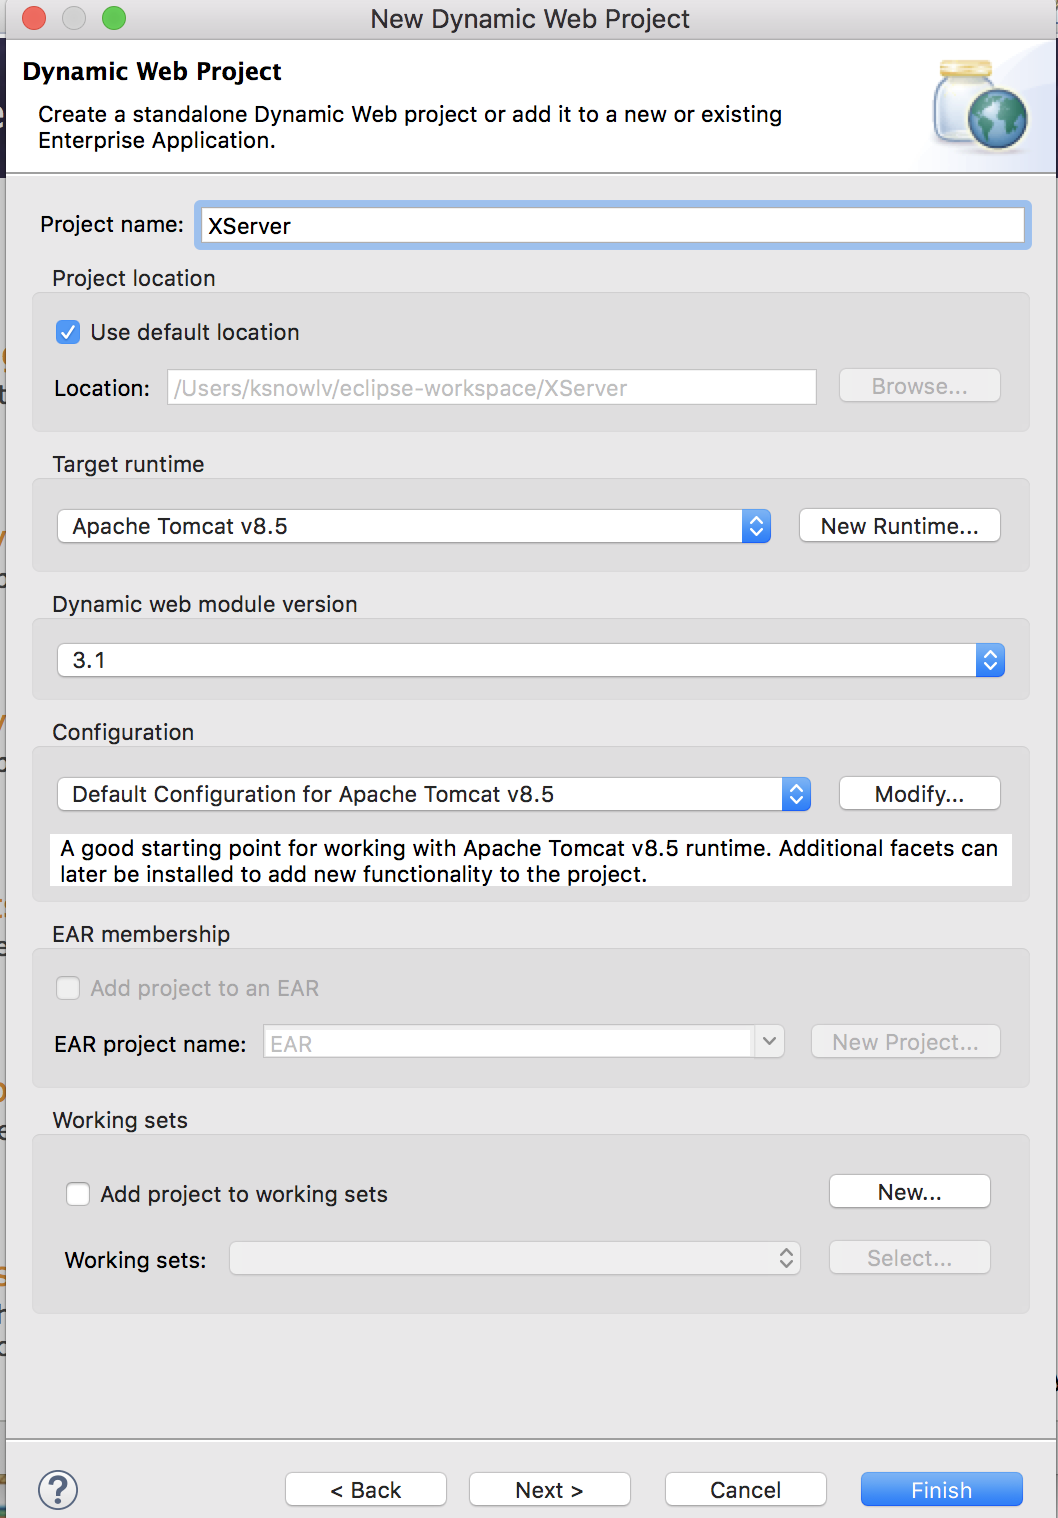 New Dynamic Web Project
Dynamic Web Project
Create a standalone Dynamic Web project or add it to a new or existing
Enterprise Application.
Project name: XServer
Project location
Use default location
Location: /Users/ksnowlv/eclipse-workspace/XServer Browse...
Target runtime
Apache Tomcat v8.5 New Runtime...
Dynamic web module version
3.1
Configuration
Default Configuration for Apache Tomcat v8.5 Modify...
A good starting point for working with Apache Tomcat v8.5 runtime. Additional facets can
later be installed to add new functionality to the project.
EAR membership
Add project to an EAR
EAR project name: EAR New Project...
Working sets
Add project to working sets New...
Working sets: Select...
? < Back Next > Cancel Finish